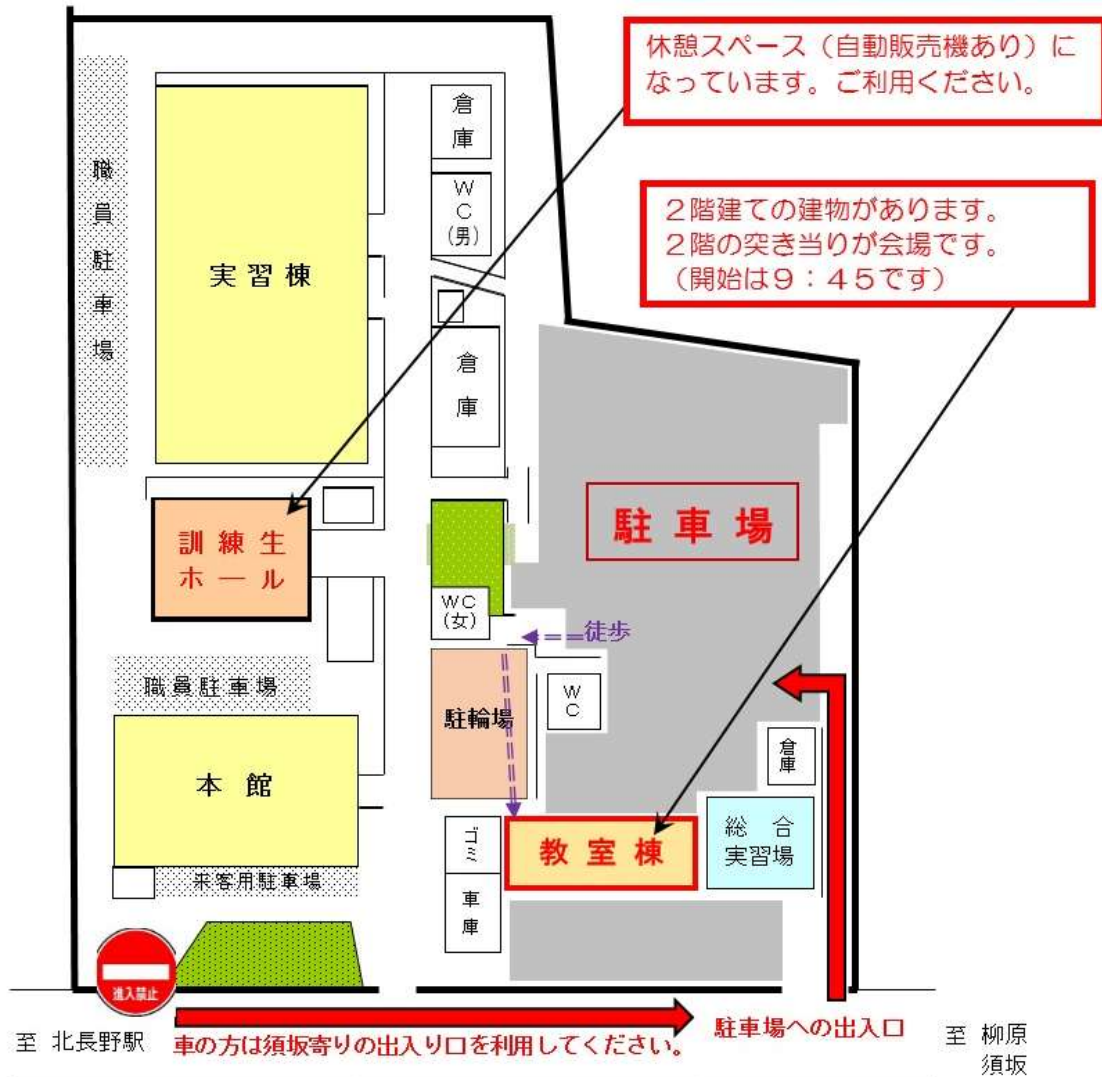 休憩スペース（自動販売機あり）に
なっています。ご利用ください。
２階建ての建物があります。
２階の突き当りが会場です。
（開始は９：４５です）
倉庫
WC
(男)
職員駐車場
実習棟
倉庫
駐車場
訓練生
ホール
WC
(女)
徒歩
職員駐車場
駐輪場
WC
倉庫
本館
ゴミ
教室棟
総合
実習場
来客用駐車場
車庫
進入禁止
至 北長野駅
車の方は須坂寄りの出入り口を利用してください。
駐車場への出入口
至 柳原
須坂